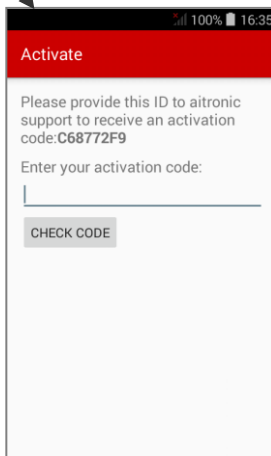 100% 16:35
Activate
Please provide this ID to aitronic
support to receive an activation
code:C68772F9
Enter your activation code:
CHECK CODE